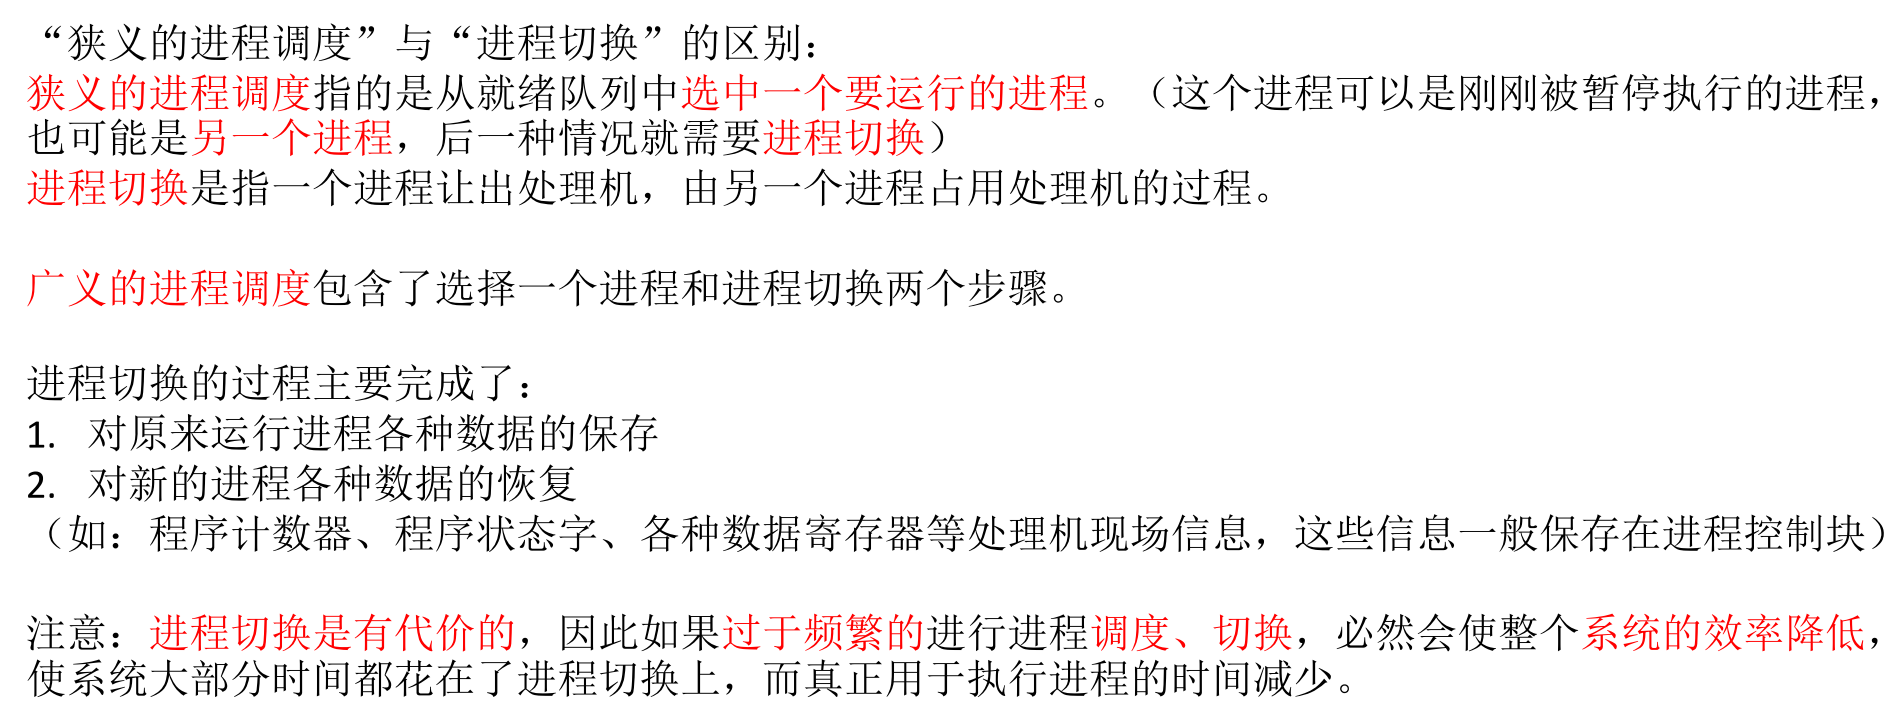 “狭义的进程调度”与“进程切换”的区别：
狭义的进程调度指的是从就绪队列中选中一个要运行的进程。（这个进程可以是刚刚被暂停执行的进程，
也可能是另一个进程，后一种情况就需要进程切换）
进程切换是指一个进程让出处理机，由另一个进程占用处理机的过程。
广义的进程调度包含了选择一个进程和进程切换两个步骤。
进程切换的过程主要完成了：
1. 对原来运行进程各种数据的保存
2. 对新的进程各种数据的恢复
（如：程序计数器、程序状态字、各种数据寄存器等处理机现场信息，这些信息一般保存在进程控制块）
注意：进程切换是有代价的，因此如果过于频繁的进行进程调度、切换，必然会使整个系统的效率降低，
使系统大部分时间都花在了进程切换上，而真正用于执行进程的时间减少。